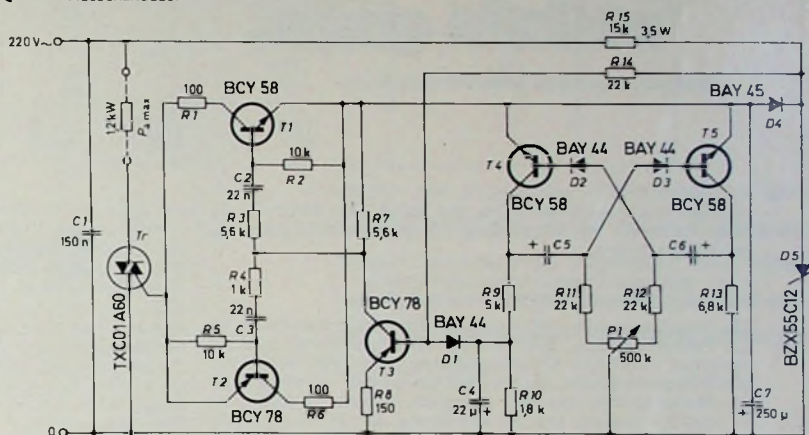 R15
15k
3,5W
220V~
R14
22k
BAY 45
D4
100
R1
BCY 58
T1
1,2kW
Pa max
10k
R2
T4
BAY 44
D2
BAY 44
D3
T5
BCY 58
BCY 58
C2
22n
R3
5,6k
R7
5,6k
C1
150n
Tr
+
C5
C6
+
D5
R4
1k
BCY 78
R9
5k
R11
22k
R12
22k
R13
6,8k
22n
C3
BAY 44
D1
TXC01A60
R5
10k
T3
P1
500k
BZX55C12
T2
BCY 78
100
R6
R8
150
C4
22µ
+
R10
1,8k
C7
+
250µ
0